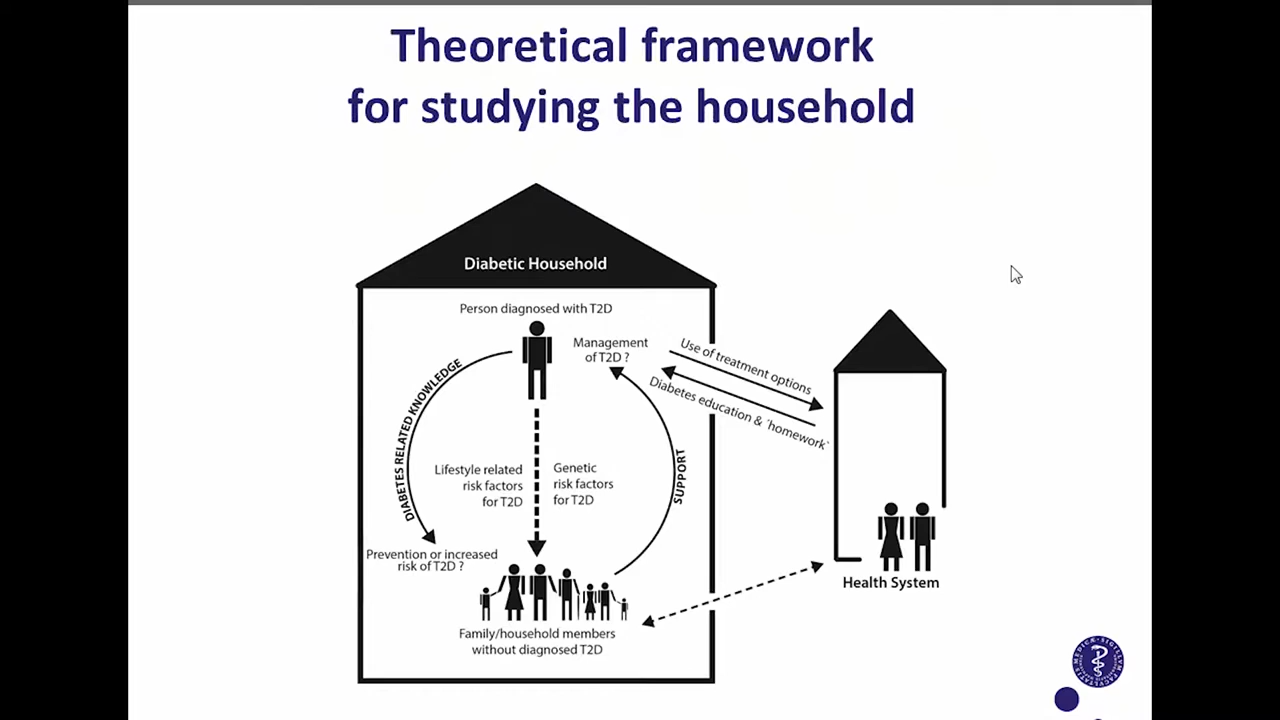 Theoretical framework
for studying the household
Diabetic Household
Person diagnosed with T2D
Management
of T2D ?
Use of treatment options
Diabetes education & ´homework`
DIABETES RELATED KNOWLEDGE
Lifestyle related
risk factors
for T2D
Genetic
risk factors
for T2D
SUPPORT
Prevention or increased
risk of T2D ?
Family/household members
without diagnosed T2D
Health System